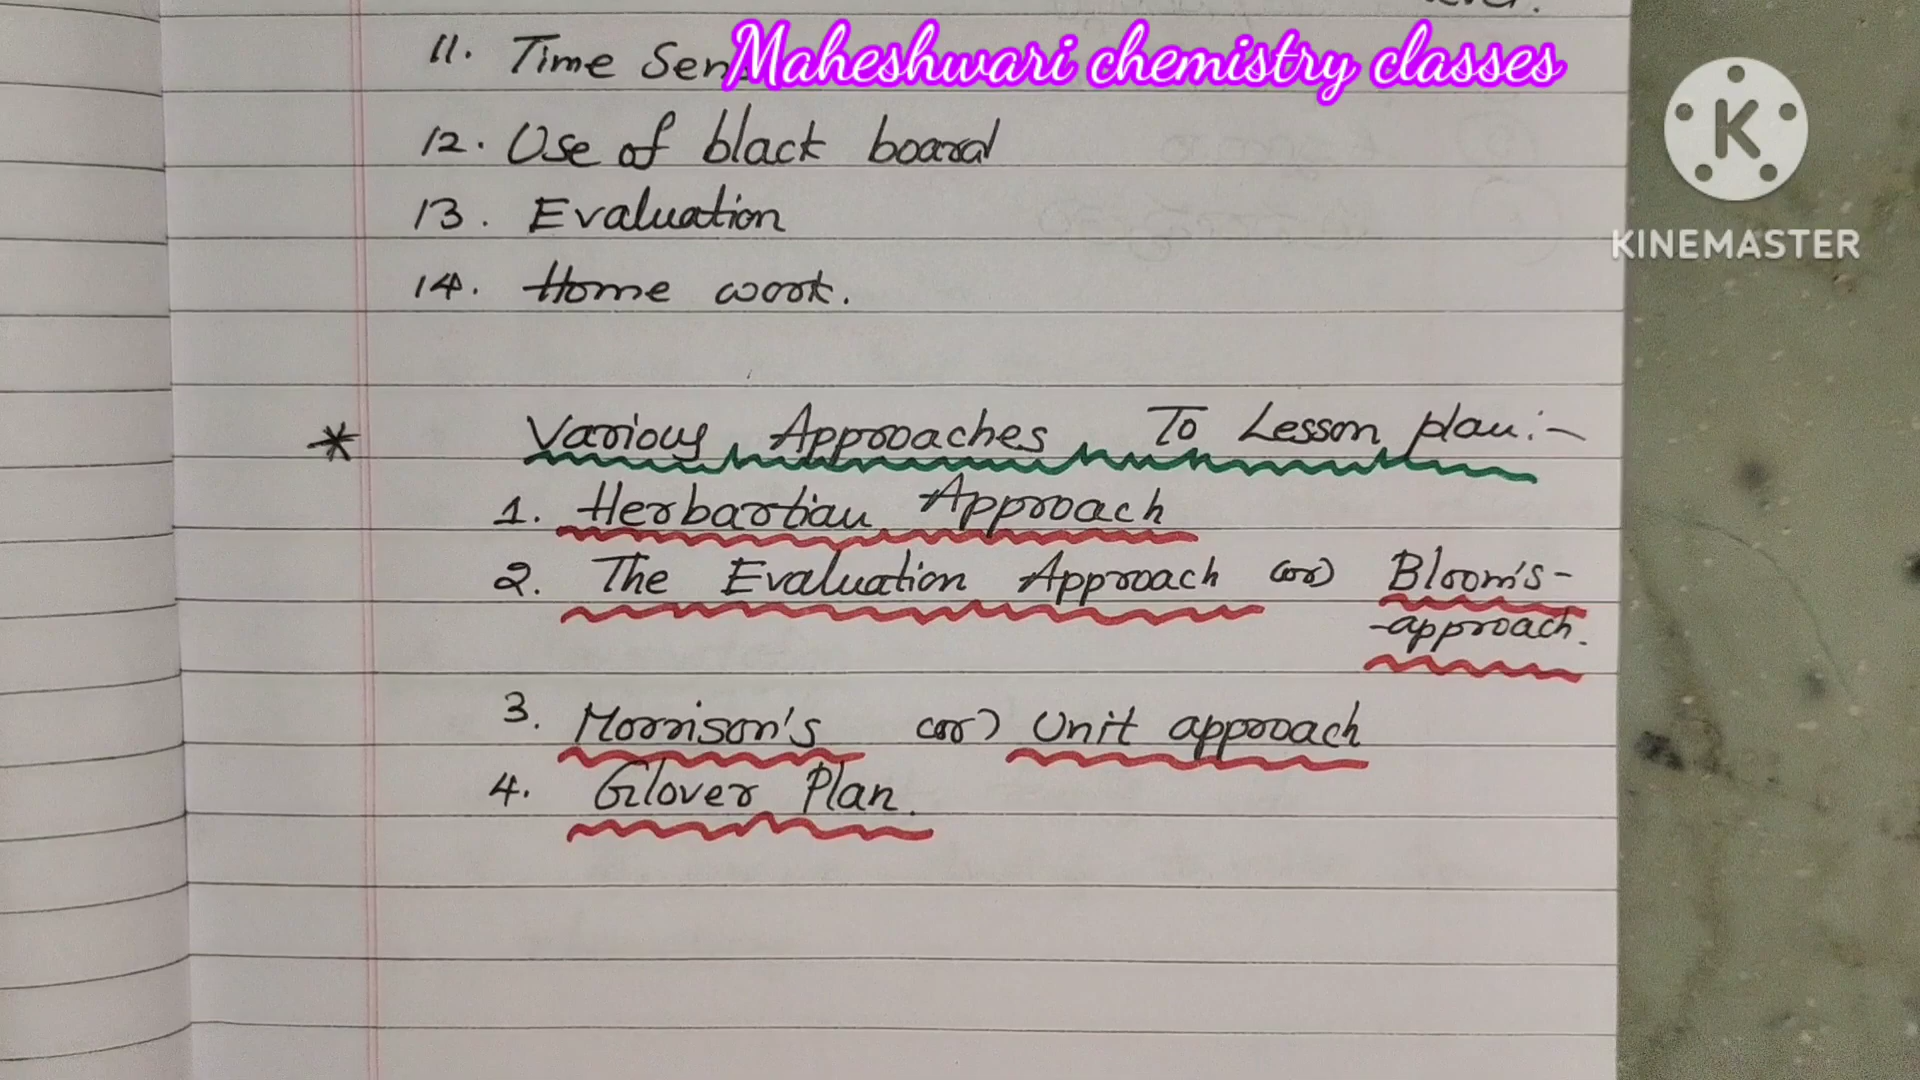 11. Time Sen
Maheshwari chemistry classes
12. Use of black board
13. Evaluation
14. Home work.
K
KINEMASTER
* Various Approaches To Lesson plan:-
1. Herbartian Approach
2. The Evaluation Approach (or) Bloom's-
-approach.
3. Morrison's (or) Unit approach
4. Glover Plan.